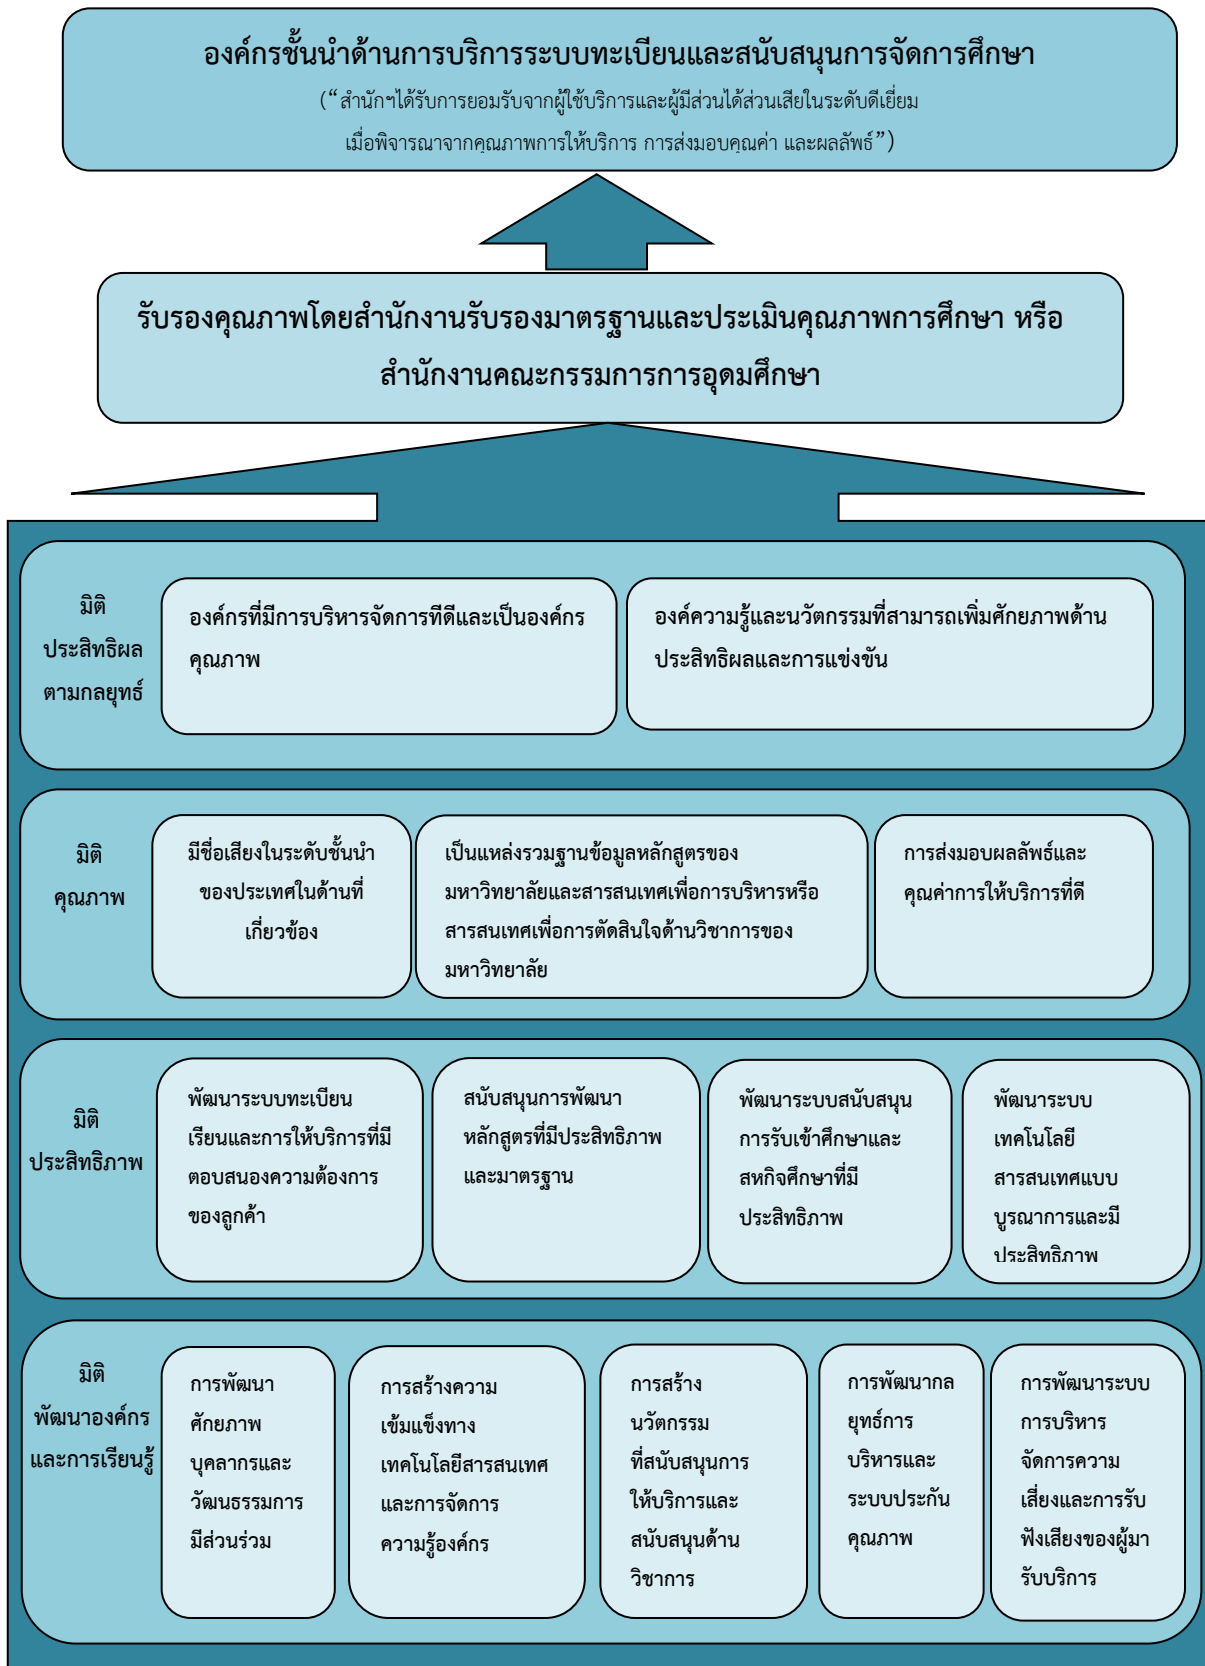 องค์กรชั้นนำด้านการบริการระบบทะเบียนและสนับสนุนการจัดการศึกษา
(“สำนักฯได้รับการยอมรับจากผู้ใช้บริการและผู้มีส่วนได้ส่วนเสียในระดับดีเยี่ยม
เมื่อพิจารณาจากคุณภาพการให้บริการ การส่งมอบคุณค่า และผลลัพธ์”)
รับรองคุณภาพโดยสำนักงานรับรองมาตรฐานและประเมินคุณภาพการศึกษา หรือ
สำนักงานคณะกรรมการการอุดมศึกษา
มิติ
ประสิทธิผล
ตามกลยุทธ์
องค์กรที่มีการบริหารจัดการทีดีและเป็นองค์กร
คุณภาพ
องค์ความรู้และนวัตกรรมที่สามารถเพิ่มศักยภาพด้าน
ประสิทธิผลและการแข่งขัน
มิติ
คุณภาพ
มีชื่อเสียงในระดับชั้นนำ
ของประเทศในด้านที่
เกี่ยวข้อง
เป็นแหล่งรวมฐานข้อมูลหลักสูตรของ
มหาวิทยาลัยและสารสนเทศเพื่อการบริหารหรือ
สารสนเทศเพื่อการตัดสินใจด้านวิชาการของ
มหาวิทยาลัย
การส่งมอบผลลัพธ์และ
คุณค่าการให้บริการที่ดี
มิติ
ประสิทธิภาพ
พัฒนาระบบทะเบียน
เรียนและการให้บริการที่มี
ตอบสนองความต้องการ
ของลูกค้า
สนับสนุนการพัฒนา
หลักสูตรที่มีประสิทธิภาพ
และมาตรฐาน
พัฒนาระบบสนับสนุน
การรับเข้าศึกษาและ
สหกิจศึกษาที่มี
ประสิทธิภาพ
พัฒนาระบบ
เทคโนโลยี
สารสนเทศแบบ
บูรณาการและมี
ประสิทธิภาพ
มิติ
พัฒนาองค์กร
และการเรียนรู้
การพัฒนา
ศักยภาพ
บุคลากรและ
วัฒนธรรมการ
มีส่วนร่วม
การสร้างความ
เข้มแข็งทาง
เทคโนโลยีสารสนเทศ
และการจัดการ
ความรู้องค์กร
การสร้าง
นวัตกรรม
ที่สนับสนุนการ
ให้บริการและ
สนับสนุนด้าน
วิชาการ
การพัฒนากล
ยุทธ์การ
บริหารและ
ระบบประกัน
คุณภาพ
การพัฒนาระบบ
การบริหาร
จัดการความ
เสี่ยงและการรับ
ฟังเสียงของผู้มา
รับบริการ